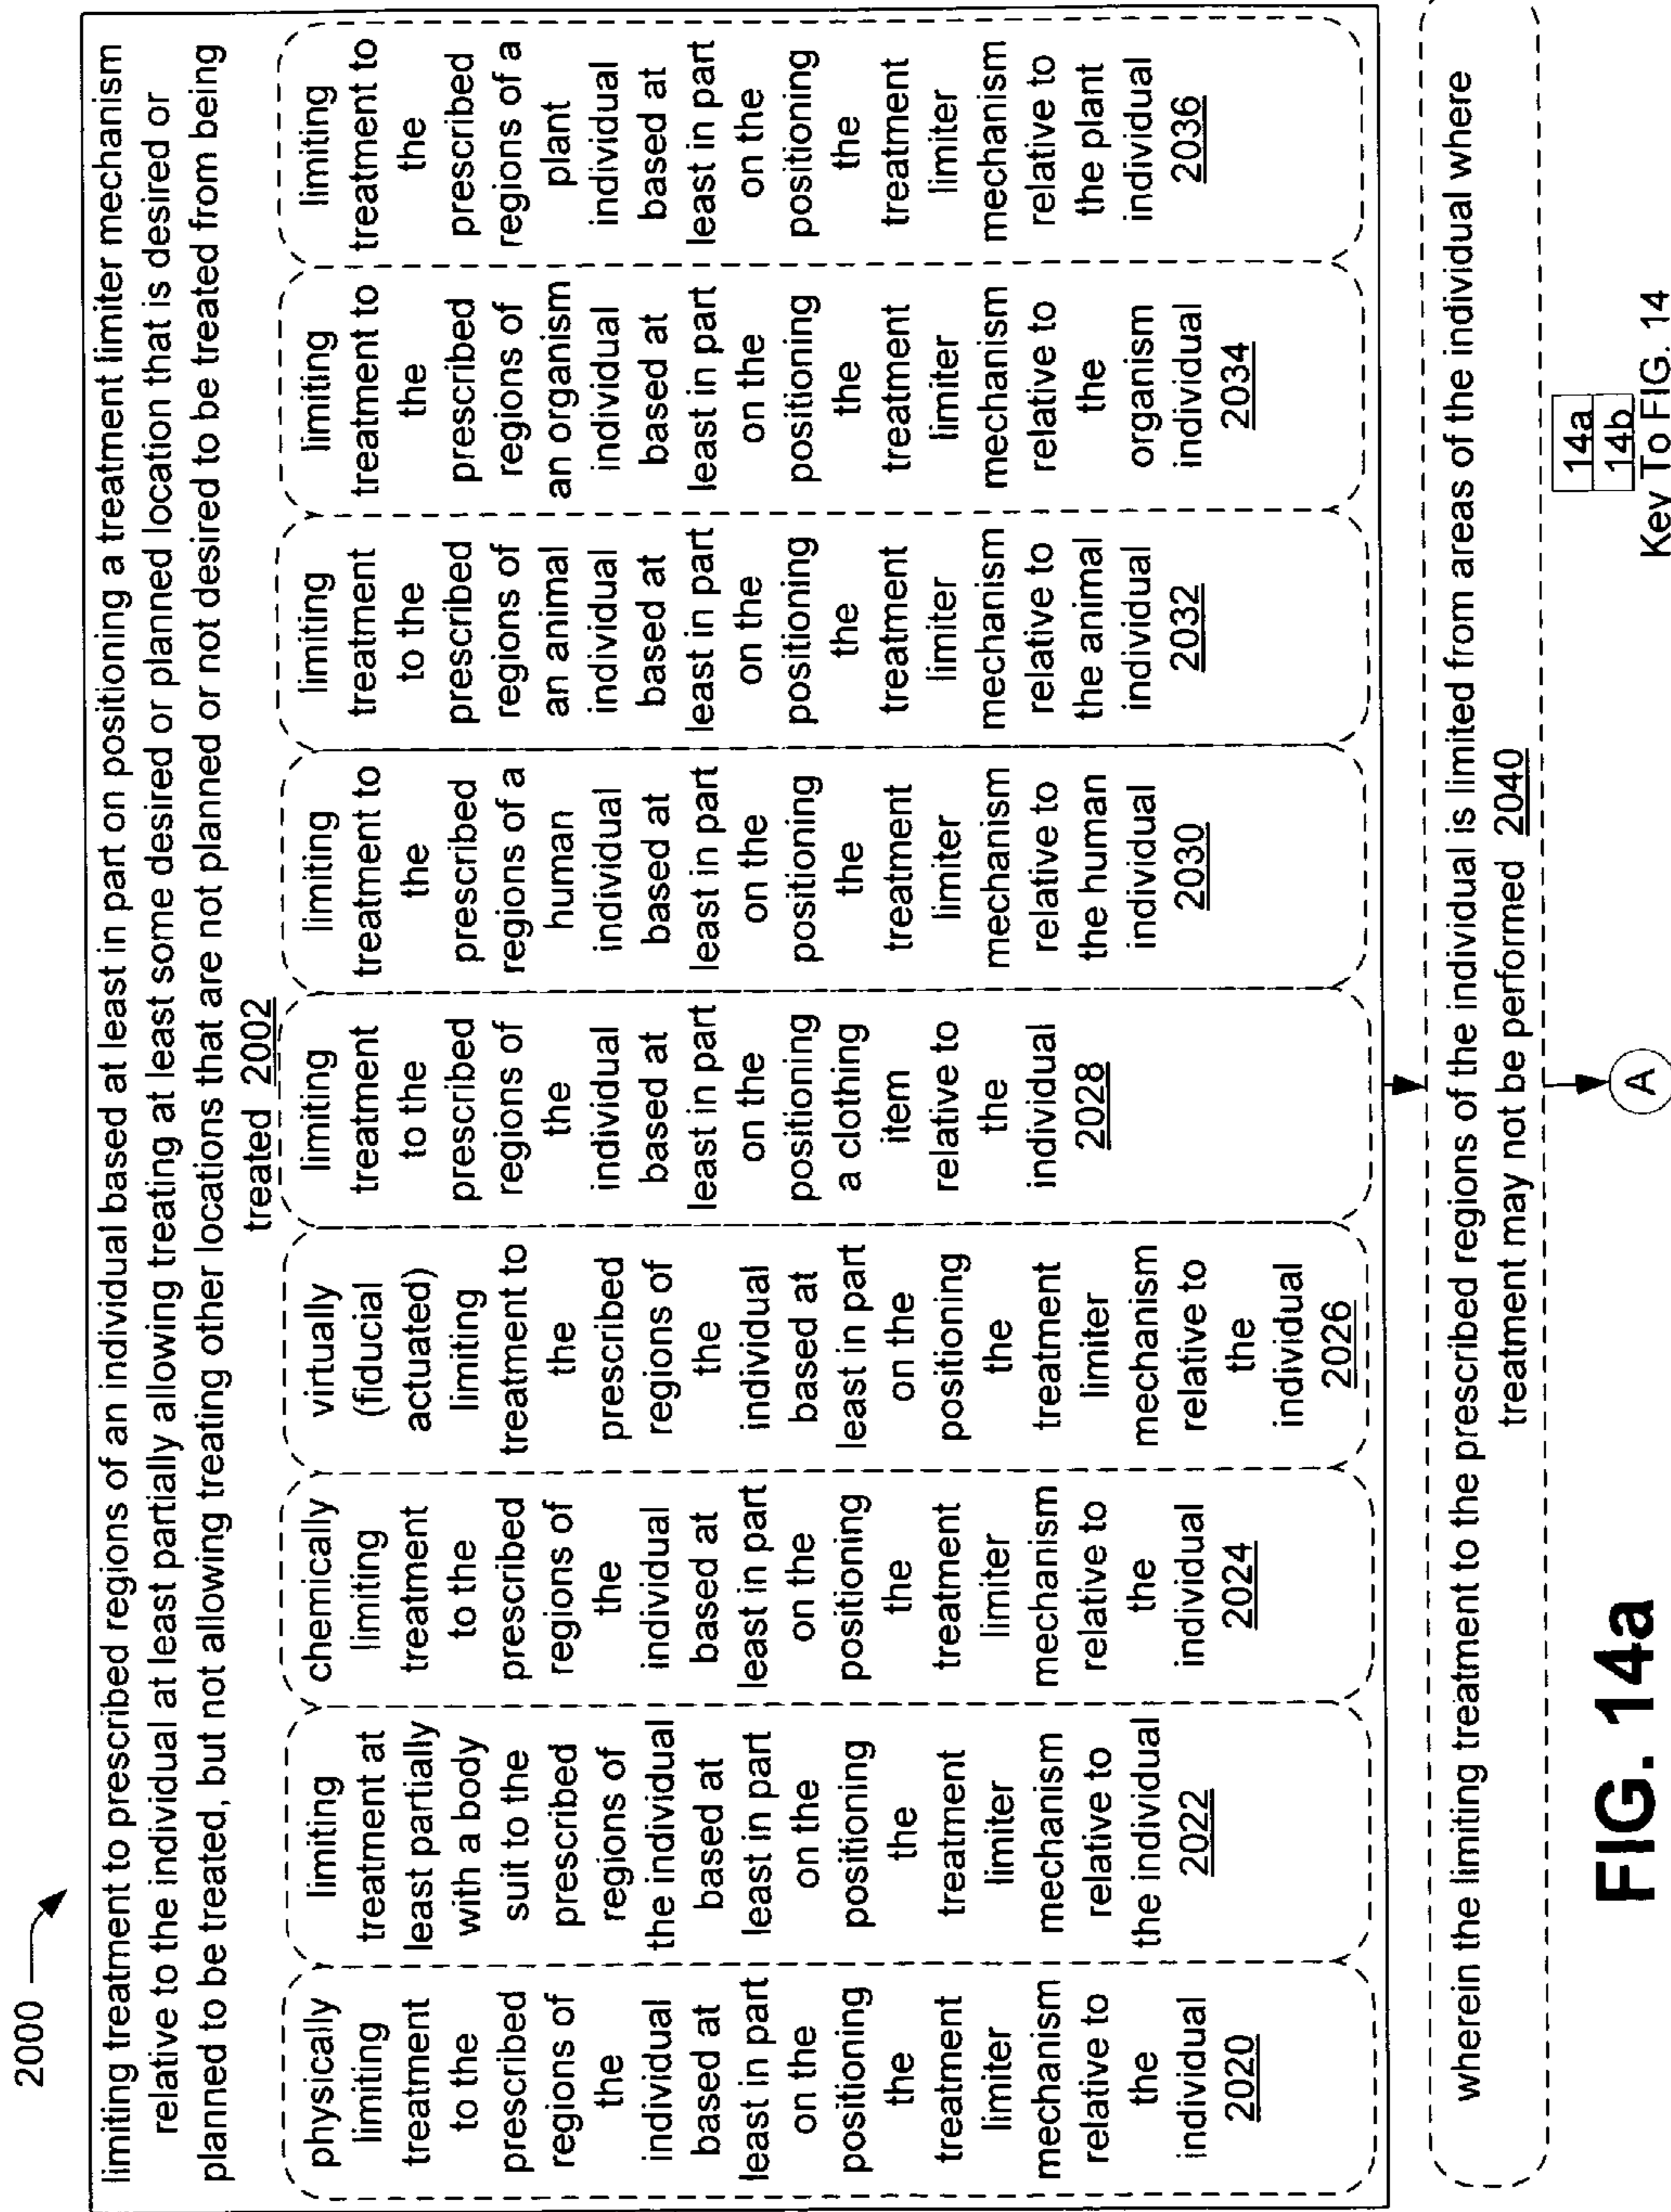 2000
limiting treatment to prescribed regions of an individual based at least in part on positioning a treatment limiter mechanism
relative to the individual at least partially allowing treating at least some desired or planned location that is desired or
planned to be treated, but not allowing treating other locations that are not planned or not desired to be treated from being
treated 2002
physically
limiting
treatment
to the
prescribed
regions of
the
individual
based at
least in part
on the
positioning
the
treatment
limiter
mechanism
relative to
the
individual
2020
limiting
treatment at
least partially
with a body
suit to the
prescribed
regions of
the individual
based at
least in part
on the
positioning
the
treatment
limiter
mechanism
relative to
the individual
2022
chemically
limiting
treatment
to the
prescribed
regions of
the
individual
based at
least in part
on the
positioning
the
treatment
limiter
mechanism
relative to
the
individual
2024
virtually
(fiducial
actuated)
limiting
treatment to
the
prescribed
regions of
the
individual
based at
least in part
on the
positioning
the
treatment
limiter
mechanism
relative to
the
individual
2026
limiting
treatment
to the
prescribed
regions of
the
individual
based at
least in part
on the
positioning
a clothing
item
relative to
the
individual
2028
limiting
treatment to
the
prescribed
regions of a
human
individual
based at
least in part
on the
positioning
the
treatment
limiter
mechanism
relative to
the human
individual
2030
limiting
treatment
to the
prescribed
regions of
an animal
individual
based at
least in part
on the
positioning
the
treatment
limiter
mechanism
relative to
the animal
individual
2032
limiting
treatment to
the
prescribed
regions of
an organism
individual
based at
least in part
on the
positioning
the
treatment
limiter
mechanism
relative to
the
organism
individual
2034
limiting
treatment to
the
prescribed
regions of a
plant
individual
based at
least in part
on the
positioning
the
treatment
limiter
mechanism
relative to
the plant
individual
2036
wherein the limiting treatment to the prescribed regions of the individual is limited from areas of the individual where
treatment may not be performed 2040
A
14a
14b
Key To FIG. 14
FIG. 14a